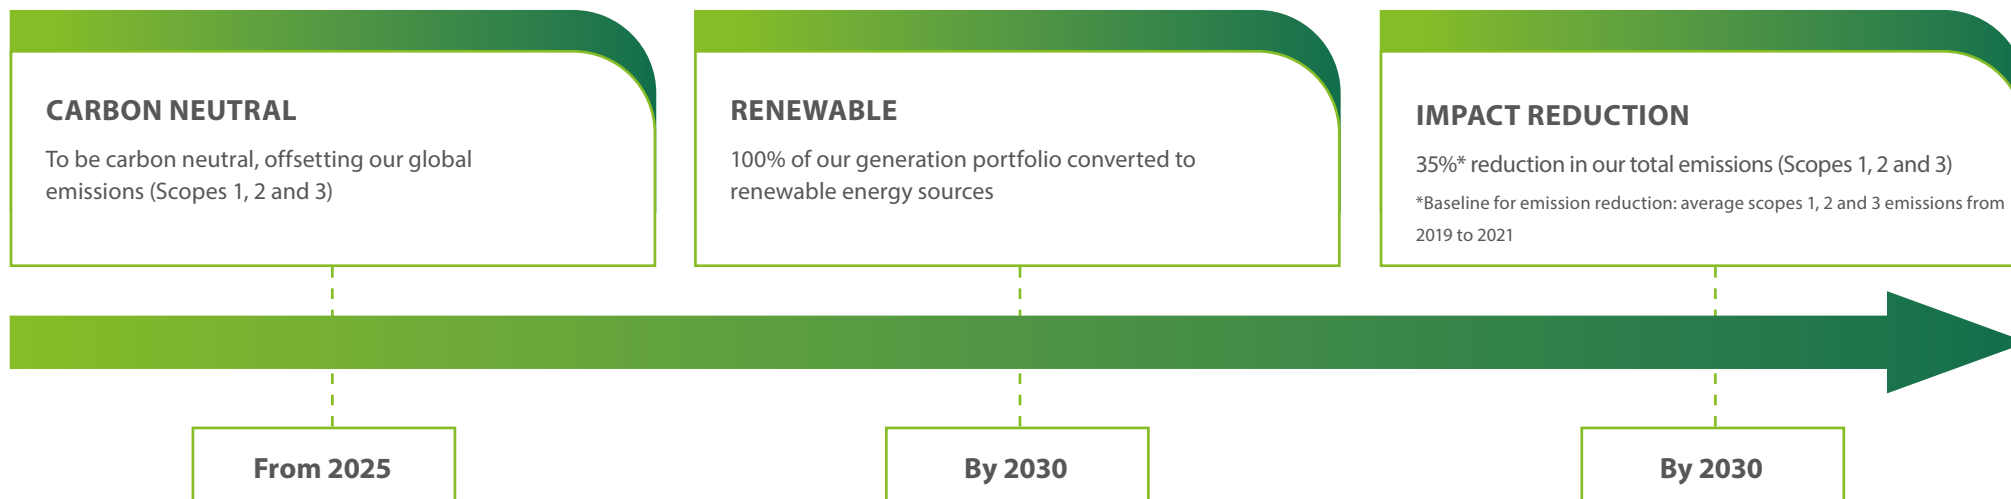 CARBON NEUTRAL
To be carbon neutral, offsetting our global
emissions (Scopes 1, 2 and 3)
RENEWABLE
100% of our generation portfolio converted to
renewable energy sources
IMPACT REDUCTION
35%* reduction in our total emissions (Scopes 1, 2 and 3)
*Baseline for emission reduction: average scopes 1, 2 and 3 emissions from
2019 to 2021
From 2025
By 2030
By 2030